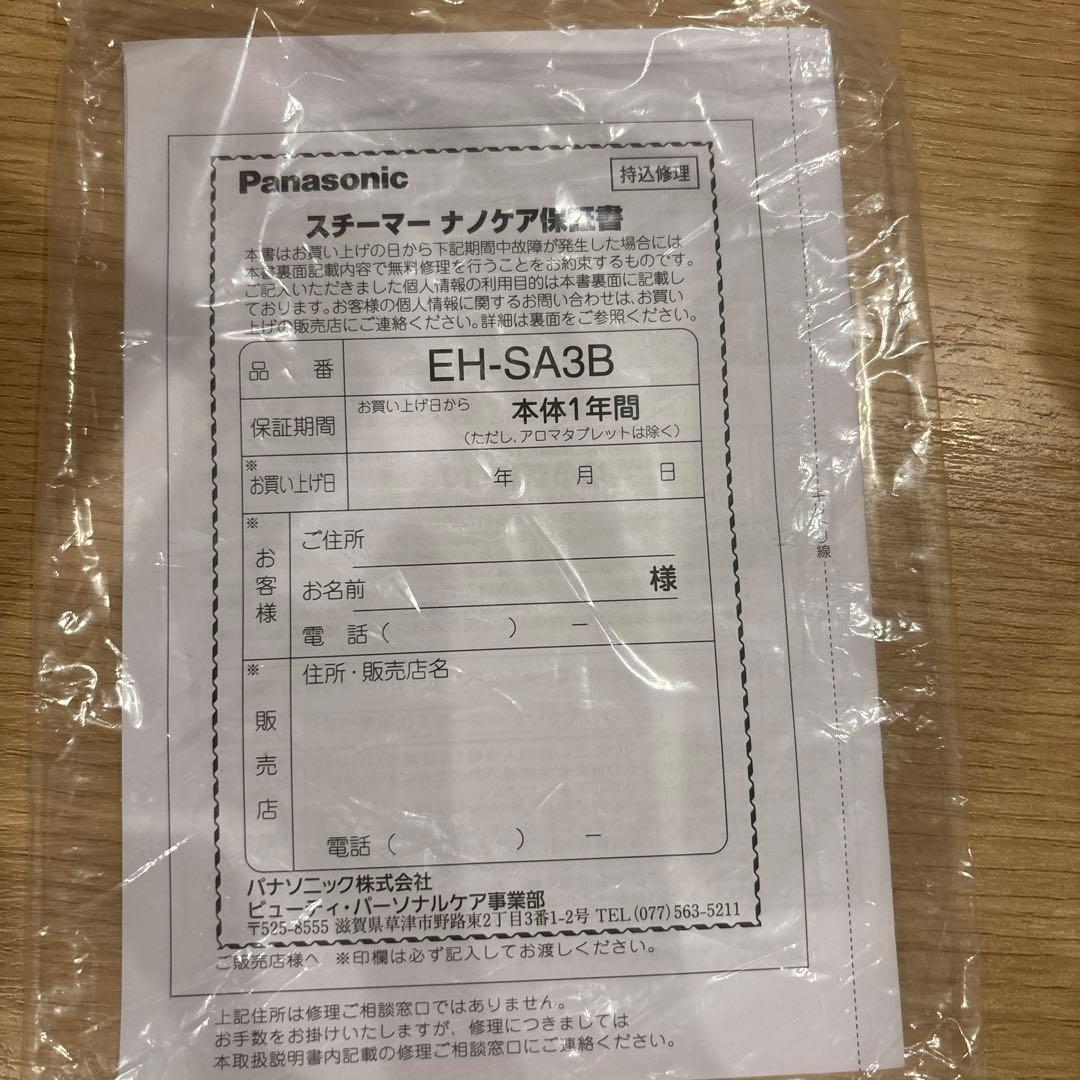 Panasonic
持込修理
スチーマー ナノケア保証書
本書はお買い上げの日から下記期間中故障が発生した場合には
本書裏面記載内容で無料修理を行うことをお約束するものです。
ご記入いただきました個人情報の利用目的は本書裏面に記載し
ております。お客様の個人情報に関するお問い合わせは、お買い
上げの販売店にご連絡ください。詳細は裏面をご参照ください。
品 番 EH-SA3B
保証期間 お買い上げ日から 本体1年間
(ただし、アロマタブレットは除く)
※お買い上げ日 年 月 日
※お客様
ご住所
お名前 様
電 話 ( ) ー
※販売店
住所・販売店名
電話 ( ) ー
パナソニック株式会社
ビューティ・パーソナルケア事業部
〒525-8555 滋賀県草津市野路東2丁目3番1-2号 TEL (077) 563-5211
ご販売店様へ ※印欄は必ず記入してお渡しください。
上記住所は修理ご相談窓口ではありません。
お手数をお掛けいたしますが、修理につきましては
本取扱説明書内記載の修理ご相談窓口にご連絡ください。
キリトリ線